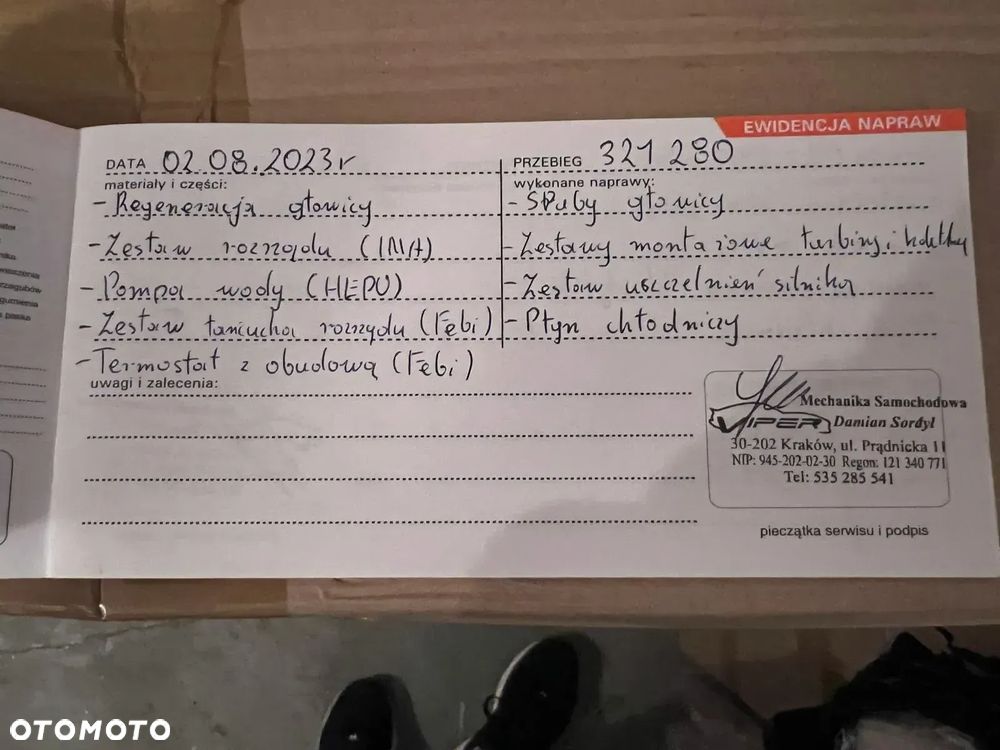 EWIDENCJA NAPRAW
DATA 02.08.2023r
PRZEBIEG 321 280
materiały i części:
- Regeneracja głowicy
- Zestaw rozrządu (INA)
- Pompa wody (HEPU)
- Zestaw łańcucha rozrządu (Febi)
- Termostat z obudową (Febi)
wykonane naprawy:
- Śruby głowicy
- Zestawy montażowe turbiny i
- Zestaw uszczelnień silnika
- Płyn chłodniczy
uwagi i zalecenia:
Mechanika Samochodowa
VIPER Damian Sordyl
30-202 Kraków, ul. Prądnicka 11
NIP: 945-202-02-30 Regon: 121 340 771
Tel: 535 285 541
pieczątka serwisu i podpis
OTOMOTO